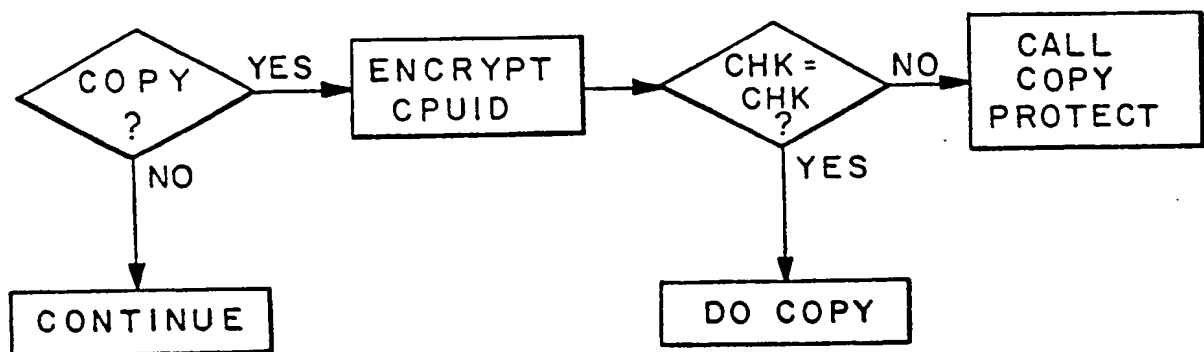 COPY
?
YES
NO
ENCRYPT
CPUID
CHK =
CHK
?
NO
YES
CALL
COPY
PROTECT
CONTINUE
DO COPY